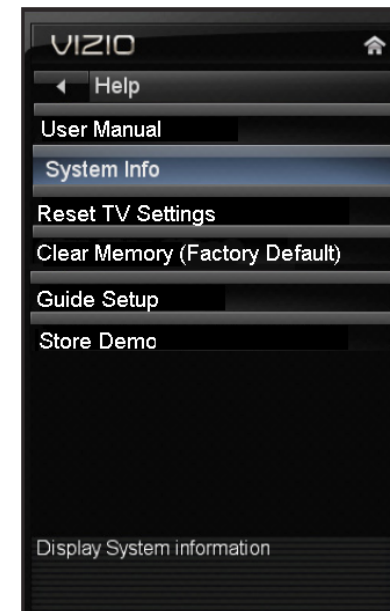 VIZIO
Help
User Manual
System Info
Reset TV Settings
Clear Memory (Factory Default)
Guide Setup
Store Demo
Display System information